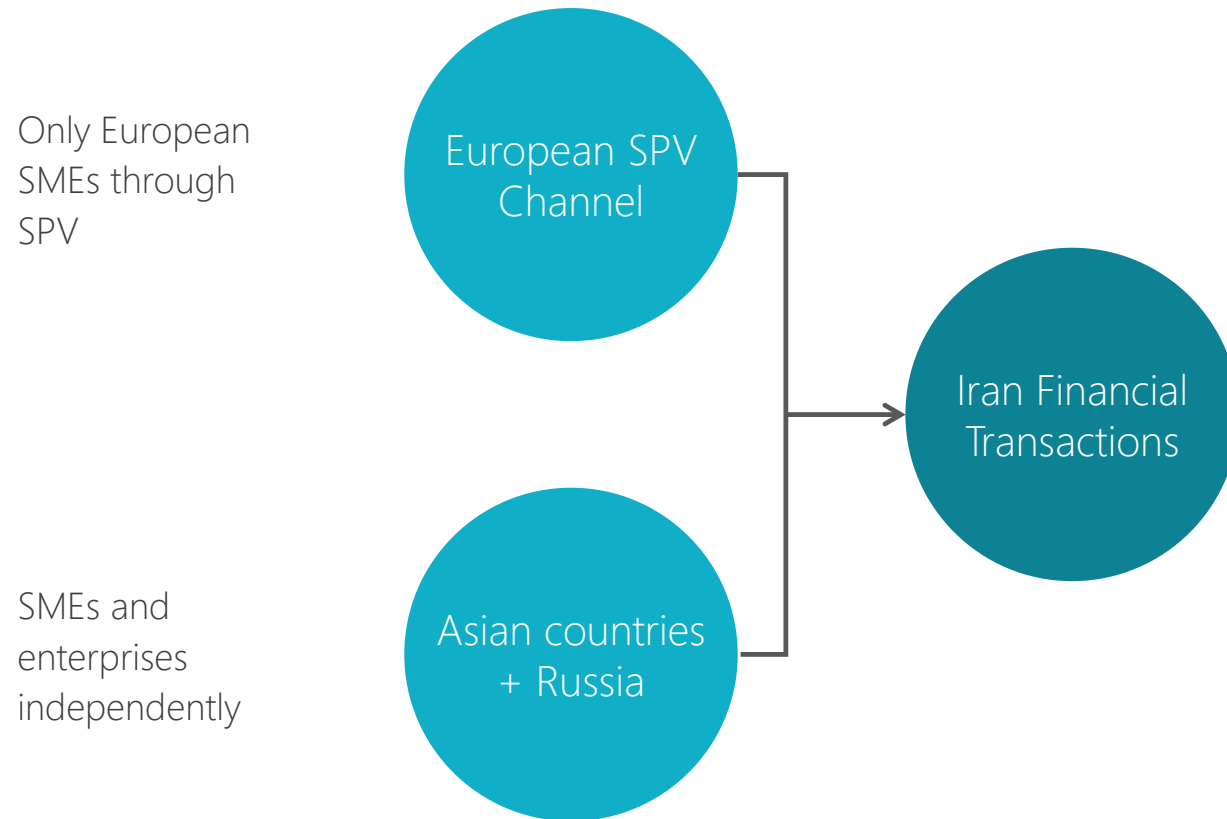 Only European
SMEs through
SPV
European SPV
Channel
Iran Financial
Transactions
SMEs and
enterprises
independently
Asian countries
+ Russia